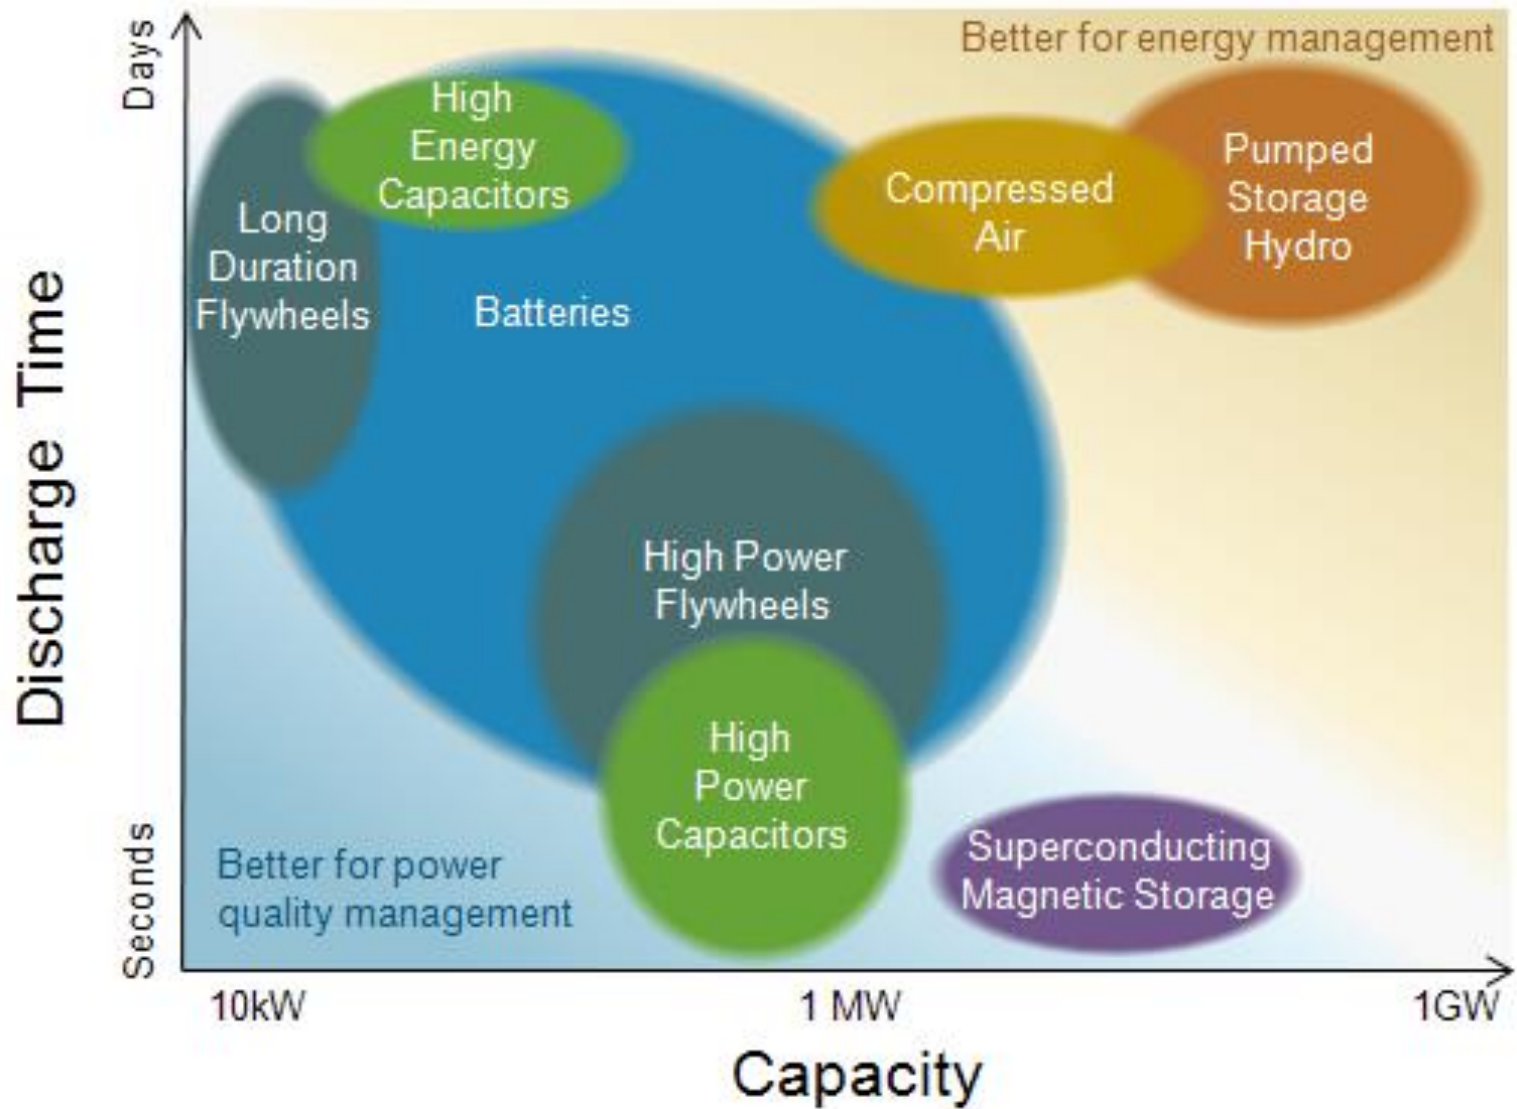 Days
Better for energy management
High
Energy
Capacitors
Pumped
Storage
Hydro
Compressed
Air
Long
Duration
Flywheels
Batteries
Discharge Time
High Power
Flywheels
High
Power
Capacitors
Superconducting
Magnetic Storage
Better for power
quality management
Seconds
10kW
1 MW
1GW
Capacity